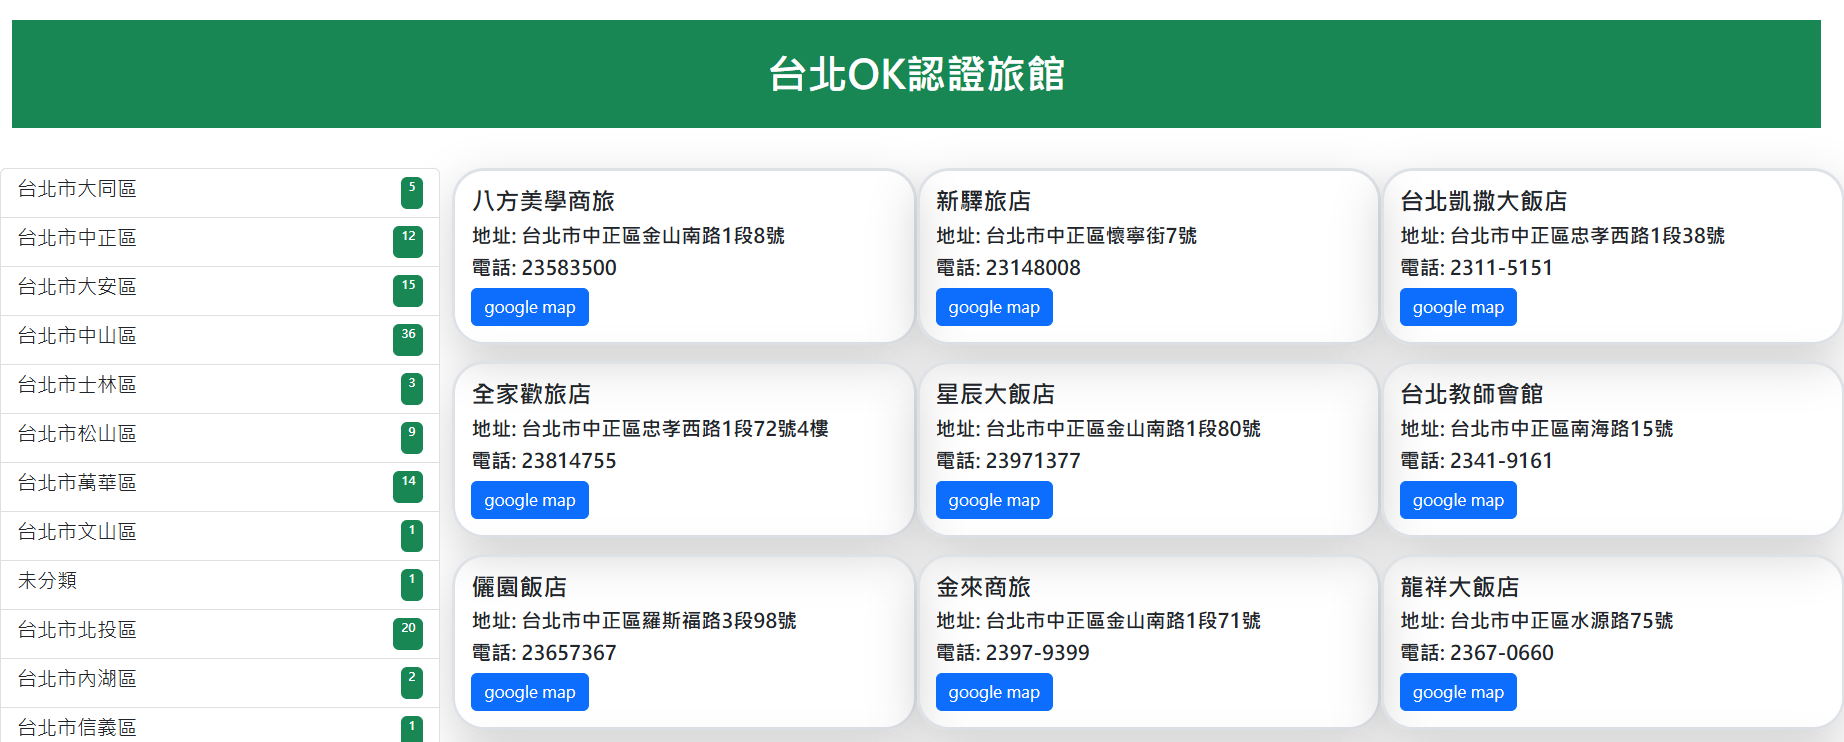 台北OK認證旅館
台北市大同區 5
台北市中正區 12
台北市大安區 15
台北市中山區 36
台北市士林區 3
台北市松山區 9
台北市萬華區 14
台北市文山區 1
未分類 1
台北市北投區 20
台北市內湖區 2
台北市信義區 1
八方美學商旅
地址: 台北市中正區金山南路1段8號
電話: 23583500
google map
新驛旅店
地址: 台北市中正區懷寧街7號
電話: 23148008
google map
台北凱撒大飯店
地址: 台北市中正區忠孝西路1段38號
電話: 2311-5151
google map
全家歡旅店
地址: 台北市中正區忠孝西路1段72號4樓
電話: 23814755
google map
星辰大飯店
地址: 台北市中正區金山南路1段80號
電話: 23971377
google map
台北教師會館
地址: 台北市中正區南海路15號
電話: 2341-9161
google map
儷園飯店
地址: 台北市中正區羅斯福路3段98號
電話: 23657367
google map
金來商旅
地址: 台北市中正區金山南路1段71號
電話: 2397-9399
google map
龍祥大飯店
地址: 台北市中正區水源路75號
電話: 2367-0660
google map